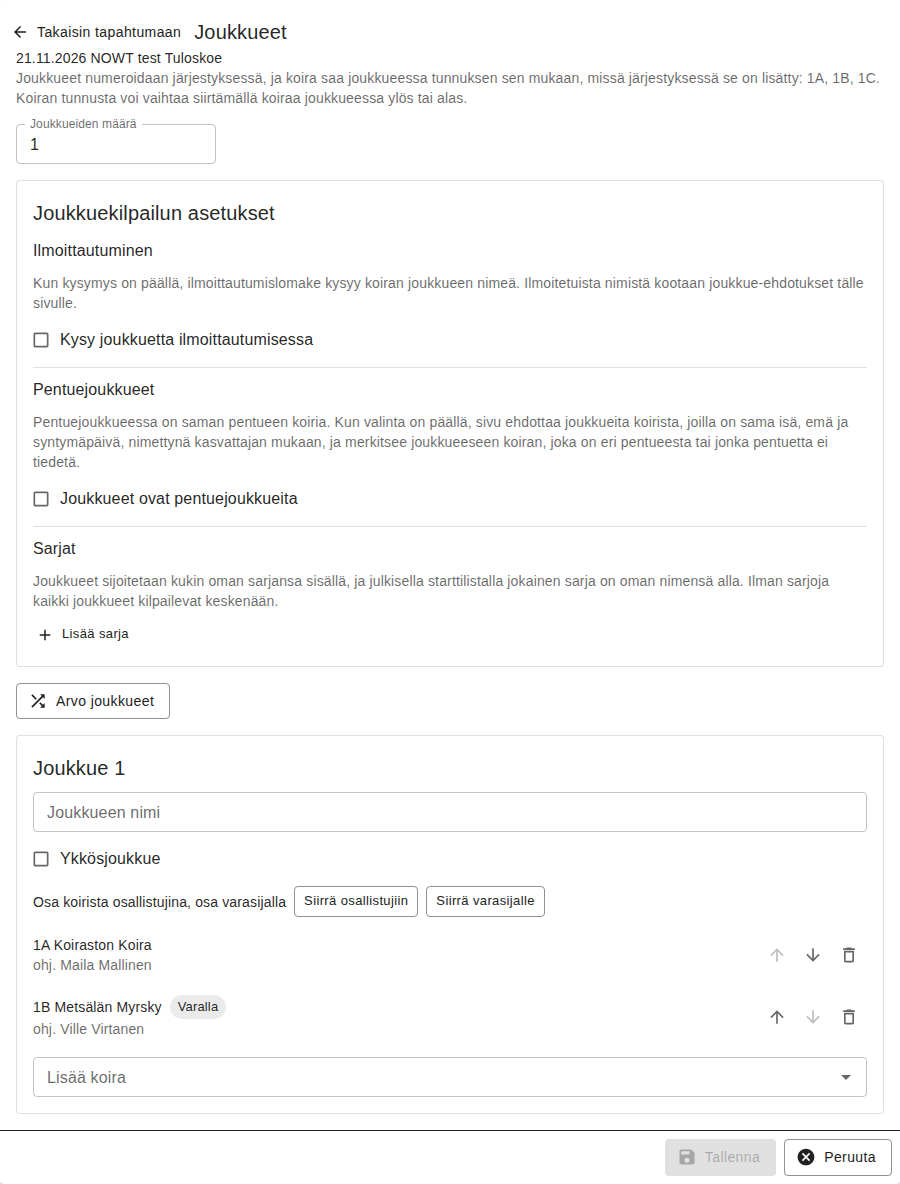 Takaisin tapahtumaan Joukkueet
21.11.2026 NOWT test Tuloskoe
Joukkueet numeroidaan järjestyksessä, ja koira saa joukkueessa tunnuksen sen mukaan, missä järjestyksessä se on lisätty: 1A, 1B, 1C.
Koiran tunnusta voi vaihtaa siirtämällä koiraa joukkueessa ylös tai alas.
Joukkueiden määrä
1
Joukkuekilpailun asetukset
Ilmoittautuminen
Kun kysymys on päällä, ilmoittautumislomake kysyy koiran joukkueen nimeä. Ilmoitetuista nimistä kootaan joukkue-ehdotukset tälle
sivulle.
Kysy joukkuetta ilmoittautumisessa
Pentuejoukkueet
Pentuejoukkueessa on saman pentueen koiria. Kun valinta on päällä, sivu ehdottaa joukkueita koirista, joilla on sama isä, emä ja
syntymäpäivä, nimettynä kasvattajan mukaan, ja merkitsee joukkueeseen koiran, joka on eri pentueesta tai jonka pentuetta ei
tiedetä.
Joukkueet ovat pentuejoukkueita
Sarjat
Joukkueet sijoitetaan kukin oman sarjansa sisällä, ja julkisella starttilistalla jokainen sarja on oman nimensä alla. Ilman sarjoja
kaikki joukkueet kilpailevat keskenään.
Lisää sarja
Arvo joukkueet
Joukkue 1
Joukkueen nimi
Ykkösjoukkue
Osa koirista osallistujina, osa varasijalla Siirrä osallistujiin Siirrä varasijalle
1A Koiraston Koira
ohj. Maila Mallinen
1B Metsälän Myrsky Varalla
ohj. Ville Virtanen
Lisää koira
Tallenna Peruuta